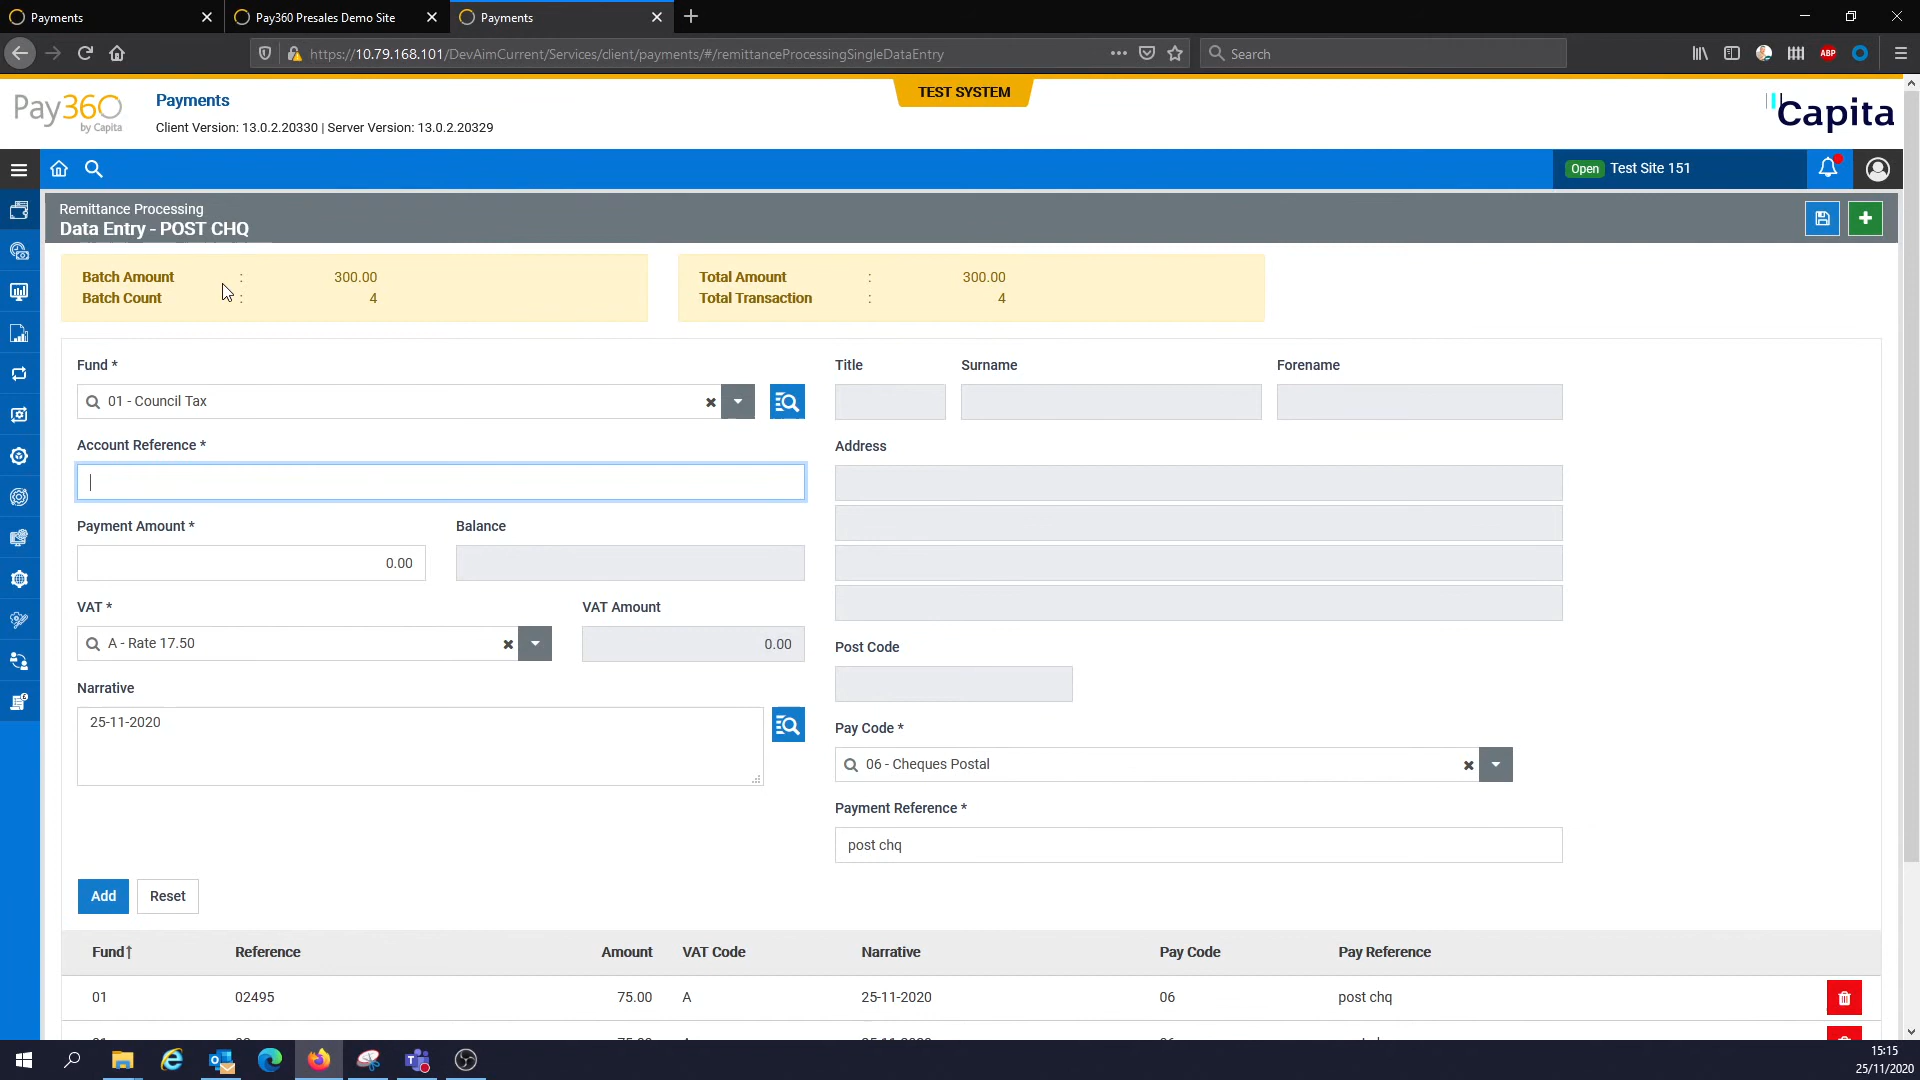 Payments
Pay360 Presales Demo Site
Payments
https://10.79.168.101/DevAimCurrent/Services/client/payments/#/remittanceProcessingSingleDataEntry
Search
ABP
Pay360
by Capita
Payments
Client Version: 13.0.2.20330 | Server Version: 13.0.2.20329
TEST SYSTEM
Capita
Open Test Site 151
Remittance Processing
Data Entry - POST CHQ
Batch Amount : 300.00
Batch Count : 4
Total Amount : 300.00
Total Transaction : 4
Fund *
01 - Council Tax
Title Surname Forename
Account Reference *
Address
Payment Amount * Balance
0.00
VAT * VAT Amount
A - Rate 17.50
0.00
Post Code
Narrative
25-11-2020
Pay Code *
06 - Cheques Postal
Payment Reference *
post chq
Add Reset
Fund↑ Reference Amount VAT Code Narrative Pay Code Pay Reference
01 02495 75.00 A 25-11-2020 06 post chq
15:15
25/11/2020